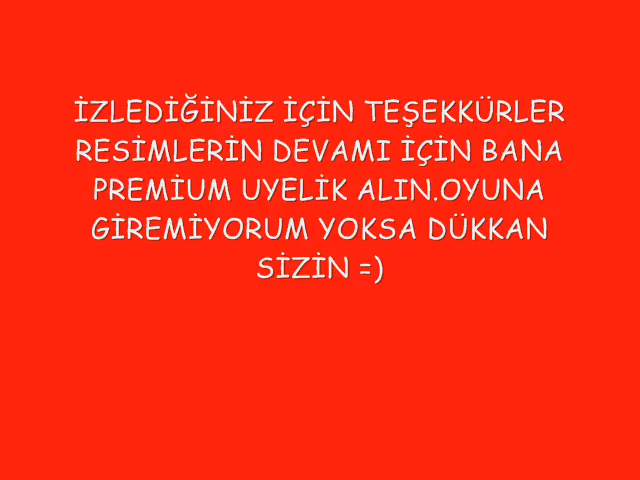 İZLEDİĞİNİZ İÇİN TEŞEKKÜRLER
RESİMLERİN DEVAMI İÇİN BANA
PREMİUM UYELİK ALIN.OYUNA
GİREMİYORUM YOKSA DÜKKAN
SİZİN =)